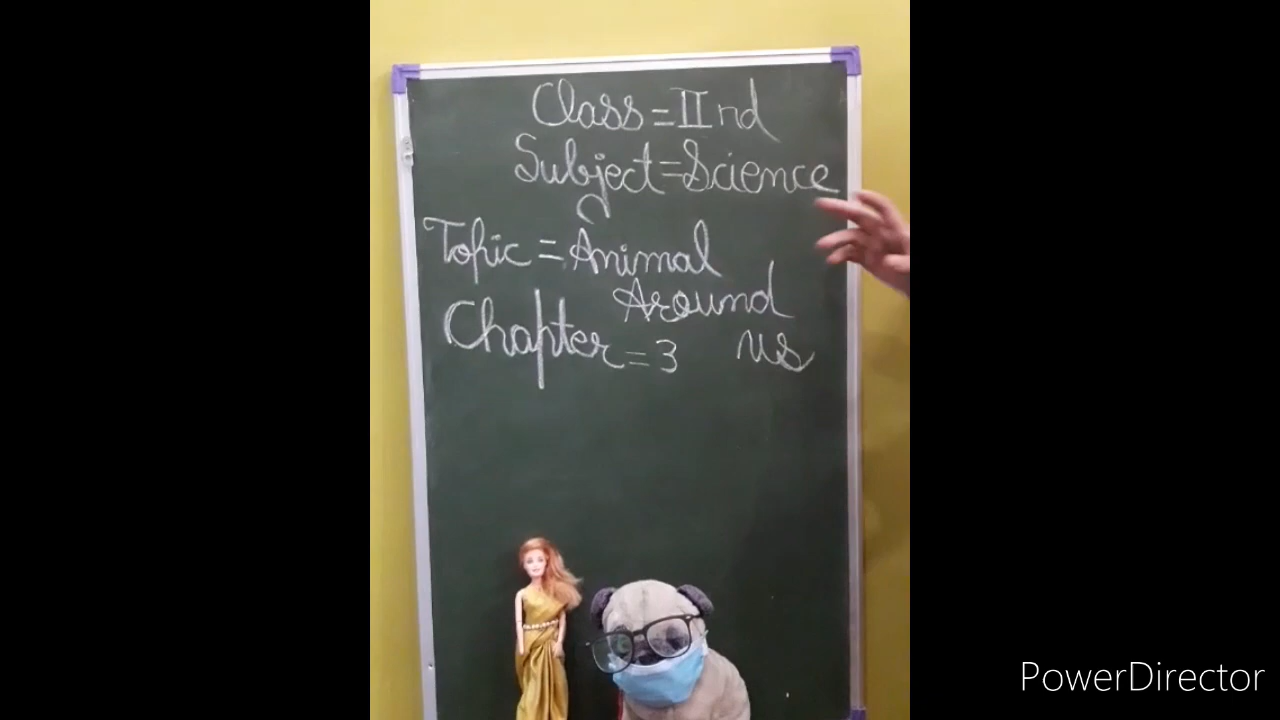 Class = IInd
Subject = Science
Topic = Animal
Around
Chapter = 3 us
PowerDirector